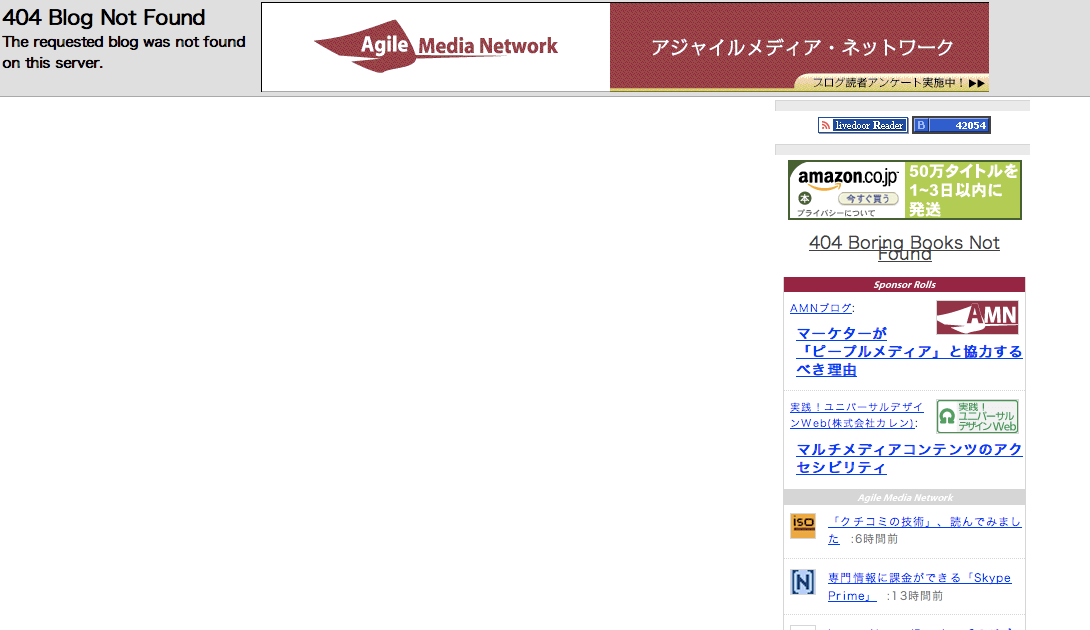 404 Blog Not Found
The requested blog was not found
on this server.
Agile Media Network
アジャイルメディア・ネットワーク
ブログ読者アンケート実施中！▶▶
livedoor Reader
B 42054
amazon.co.jp
本 今すぐ買う
プライバシーについて
50万タイトルを
1~3日以内に
発送
404 Boring Books Not
Found
Sponsor Rolls
AMNブログ:
AMN
マーケターが
「ピープルメディア」と協力する
べき理由
実践！ユニバーサルデザイ
ンWeb(株式会社カレン):
実践！
ユニバーサル
デザインWeb
マルチメディアコンテンツのアク
セシビリティ
Agile Media Network
ISO
「クチコミの技術」、読んでみまし
た :6時間前
[N]
専門情報に課金ができる「Skype
Prime」 :13時間前